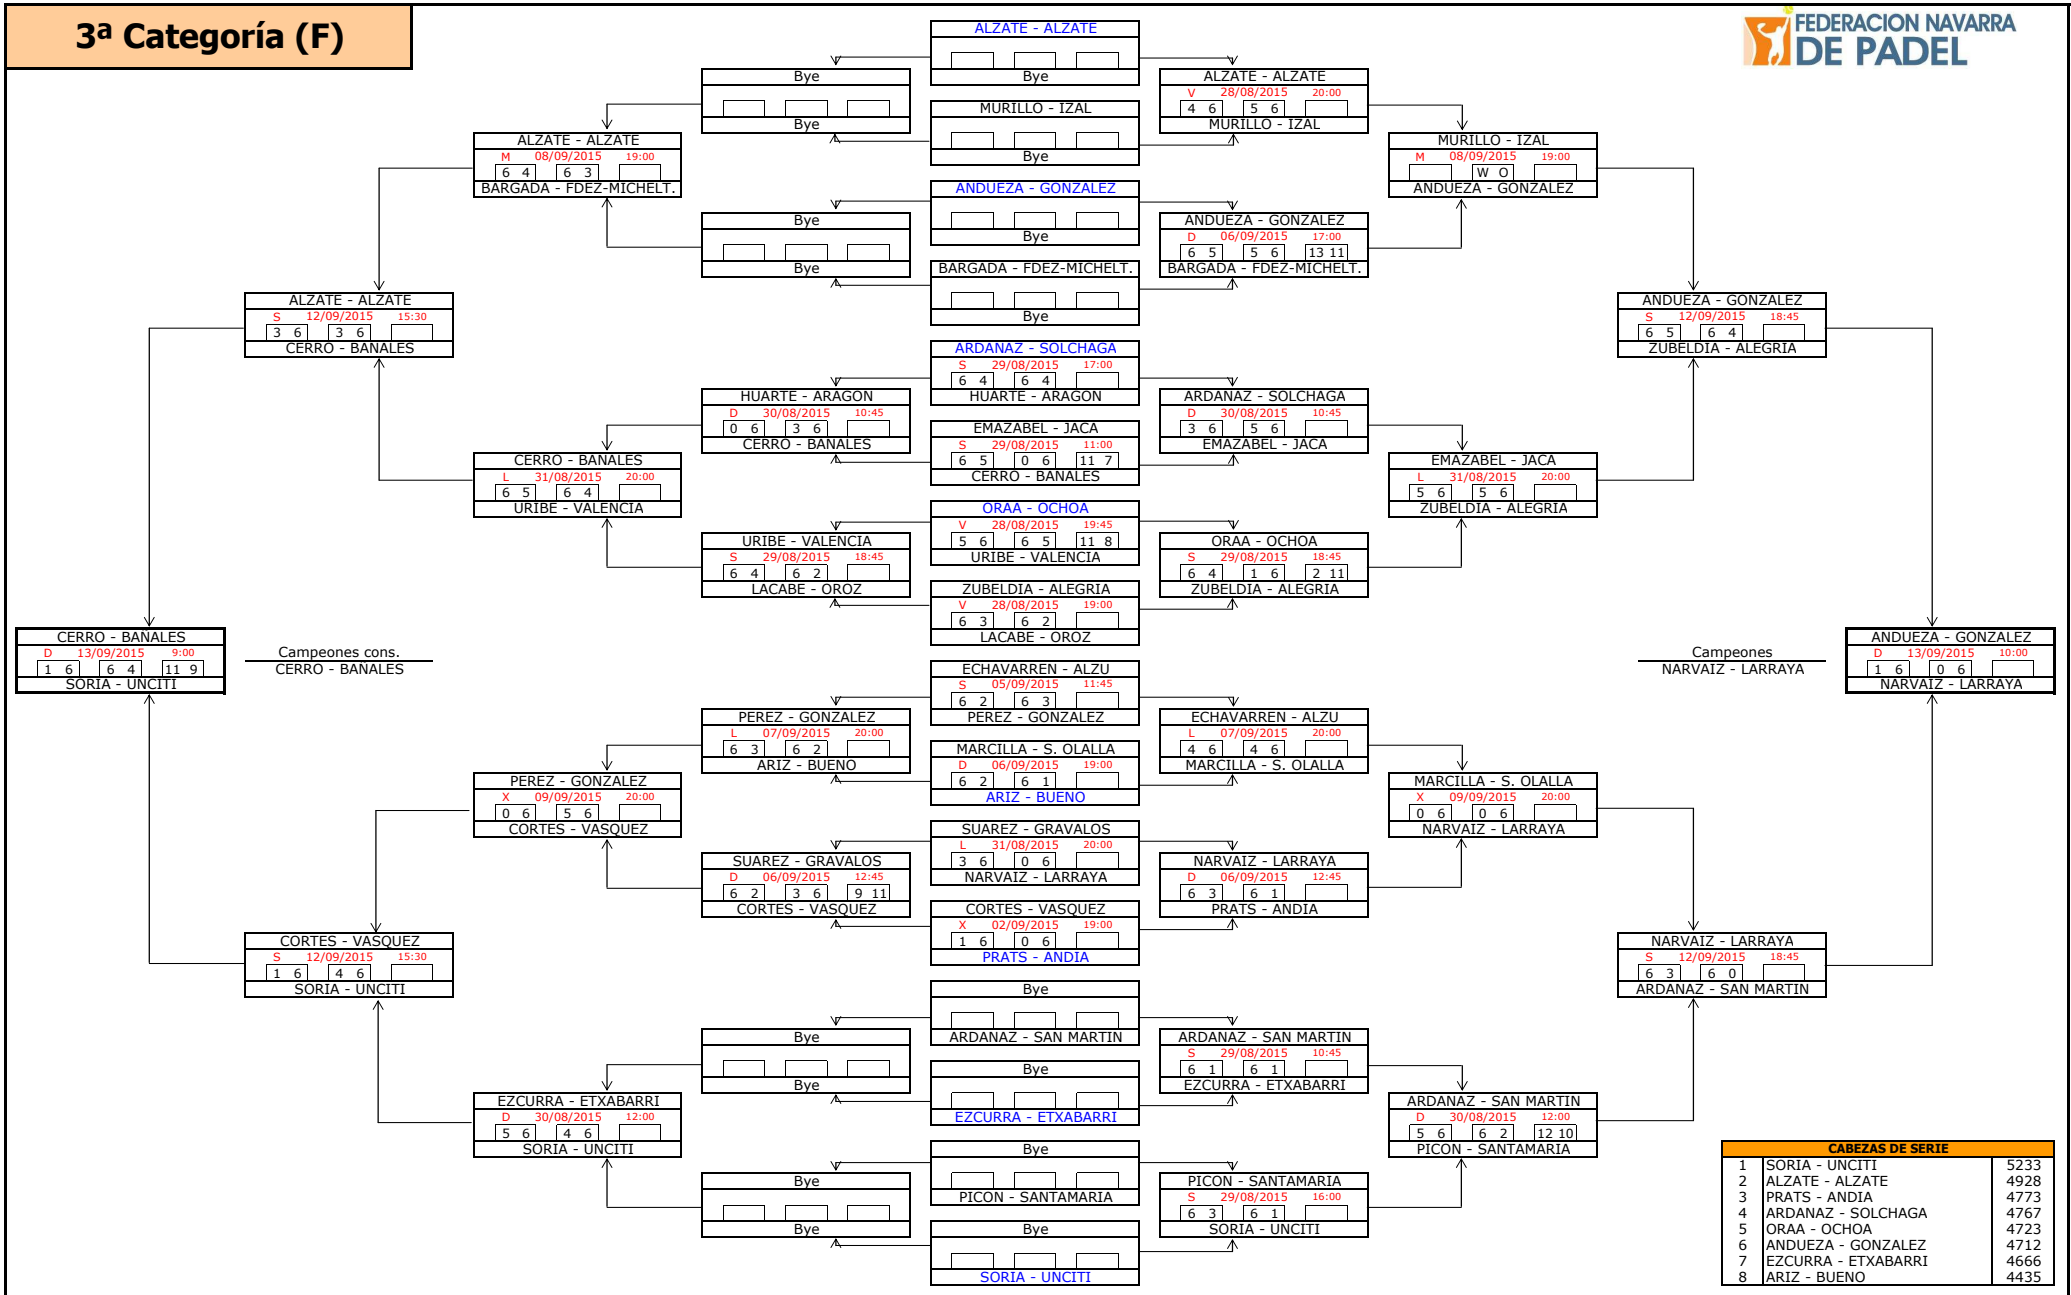 3ª Categoría (F)
FEDERACION NAVARRA
DE PADEL
CERRO - BAÑALES
D 13/09/2015 9:00
1 6 6 4 11 9
SORIA - UNCITI
Campeones cons.
CERRO - BAÑALES
ALZATE - ALZATE
S 12/09/2015 15:30
3 6 3 6
CERRO - BAÑALES
CORTES - VASQUEZ
S 12/09/2015 15:30
1 6 4 6
SORIA - UNCITI
ALZATE - ALZATE
M 08/09/2015 19:00
6 4 6 3
BARGADA - FDEZ-MICHELT.
CERRO - BAÑALES
L 31/08/2015 20:00
6 5 6 4
URIBE - VALENCIA
PEREZ - GONZALEZ
X 09/09/2015 20:00
0 6 5 6
CORTES - VASQUEZ
EZCURRA - ETXABARRI
D 30/08/2015 12:00
5 6 4 6
SORIA - UNCITI
Bye
Bye
Bye
Bye
HUARTE - ARAGON
D 30/08/2015 10:45
0 6 3 6
CERRO - BAÑALES
URIBE - VALENCIA
S 29/08/2015 18:45
6 4 6 2
LACABE - OROZ
PEREZ - GONZALEZ
L 07/09/2015 20:00
6 3 6 2
ARIZ - BUENO
SUAREZ - GRAVALOS
D 06/09/2015 12:45
6 2 3 6 9 11
CORTES - VASQUEZ
Bye
Bye
Bye
Bye
ALZATE - ALZATE
Bye
MURILLO - IZAL
Bye
ANDUEZA - GONZALEZ
Bye
BARGADA - FDEZ-MICHELT.
Bye
ARDANAZ - SOLCHAGA
S 29/08/2015 17:00
6 4 6 4
HUARTE - ARAGON
EMAZABEL - JACA
S 29/08/2015 11:00
6 5 0 6 11 7
CERRO - BAÑALES
ORAA - OCHOA
V 28/08/2015 19:45
5 6 6 5 11 8
URIBE - VALENCIA
ZUBELDIA - ALEGRIA
V 28/08/2015 19:00
6 3 6 2
LACABE - OROZ
ECHAVARREN - ALZU
S 05/09/2015 11:45
6 2 6 3
PEREZ - GONZALEZ
MARCILLA - S. OLALLA
D 06/09/2015 19:00
6 2 6 1
ARIZ - BUENO
SUAREZ - GRAVALOS
L 31/08/2015 20:00
3 6 0 6
NARVAIZ - LARRAYA
CORTES - VASQUEZ
X 02/09/2015 19:00
1 6 0 6
PRATS - ANDIA
Bye
ARDANAZ - SAN MARTIN
Bye
EZCURRA - ETXABARRI
Bye
PICON - SANTAMARIA
Bye
SORIA - UNCITI
ALZATE - ALZATE
V 28/08/2015 20:00
4 6 5 6
MURILLO - IZAL
ANDUEZA - GONZALEZ
D 06/09/2015 17:00
6 5 5 6 13 11
BARGADA - FDEZ-MICHELT.
ARDANAZ - SOLCHAGA
D 30/08/2015 10:45
3 6 5 6
EMAZABEL - JACA
ORAA - OCHOA
S 29/08/2015 18:45
6 4 1 6 2 11
ZUBELDIA - ALEGRIA
ECHAVARREN - ALZU
L 07/09/2015 20:00
4 6 4 6
MARCILLA - S. OLALLA
NARVAIZ - LARRAYA
D 06/09/2015 12:45
6 3 6 1
PRATS - ANDIA
ARDANAZ - SAN MARTIN
S 29/08/2015 10:45
6 1 6 1
EZCURRA - ETXABARRI
PICON - SANTAMARIA
S 29/08/2015 16:00
6 3 6 1
SORIA - UNCITI
MURILLO - IZAL
M 08/09/2015 19:00
W O
ANDUEZA - GONZALEZ
EMAZABEL - JACA
L 31/08/2015 20:00
5 6 5 6
ZUBELDIA - ALEGRIA
MARCILLA - S. OLALLA
X 09/09/2015 20:00
0 6 0 6
NARVAIZ - LARRAYA
ARDANAZ - SAN MARTIN
D 30/08/2015 12:00
5 6 6 2 12 10
PICON - SANTAMARIA
ANDUEZA - GONZALEZ
S 12/09/2015 18:45
6 5 6 4
ZUBELDIA - ALEGRIA
NARVAIZ - LARRAYA
S 12/09/2015 18:45
6 3 6 0
ARDANAZ - SAN MARTIN
Campeones
NARVAIZ - LARRAYA
ANDUEZA - GONZALEZ
D 13/09/2015 10:00
1 6 0 6
NARVAIZ - LARRAYA
CABEZAS DE SERIE
1 SORIA - UNCITI 5233
2 ALZATE - ALZATE 4928
3 PRATS - ANDIA 4773
4 ARDANAZ - SOLCHAGA 4767
5 ORAA - OCHOA 4723
6 ANDUEZA - GONZALEZ 4712
7 EZCURRA - ETXABARRI 4666
8 ARIZ - BUENO 4435